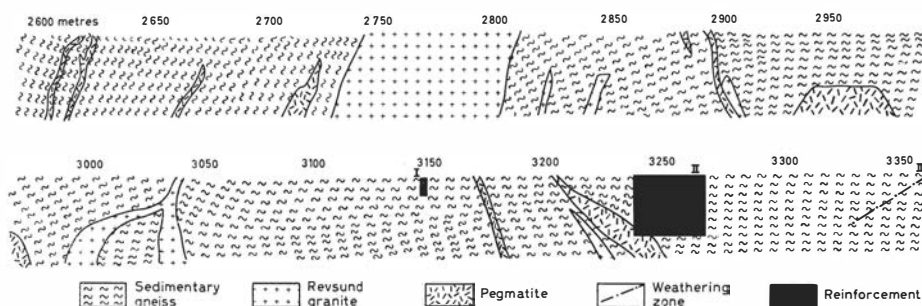 2600 metres 2650 2700 2750 2800 2850 2900 2950
3000 3050 3100 3150 3200 3250 3300 3350
I II
Sedimentary gneiss
Revsund granite
Pegmatite
Weathering zone
Reinforcement